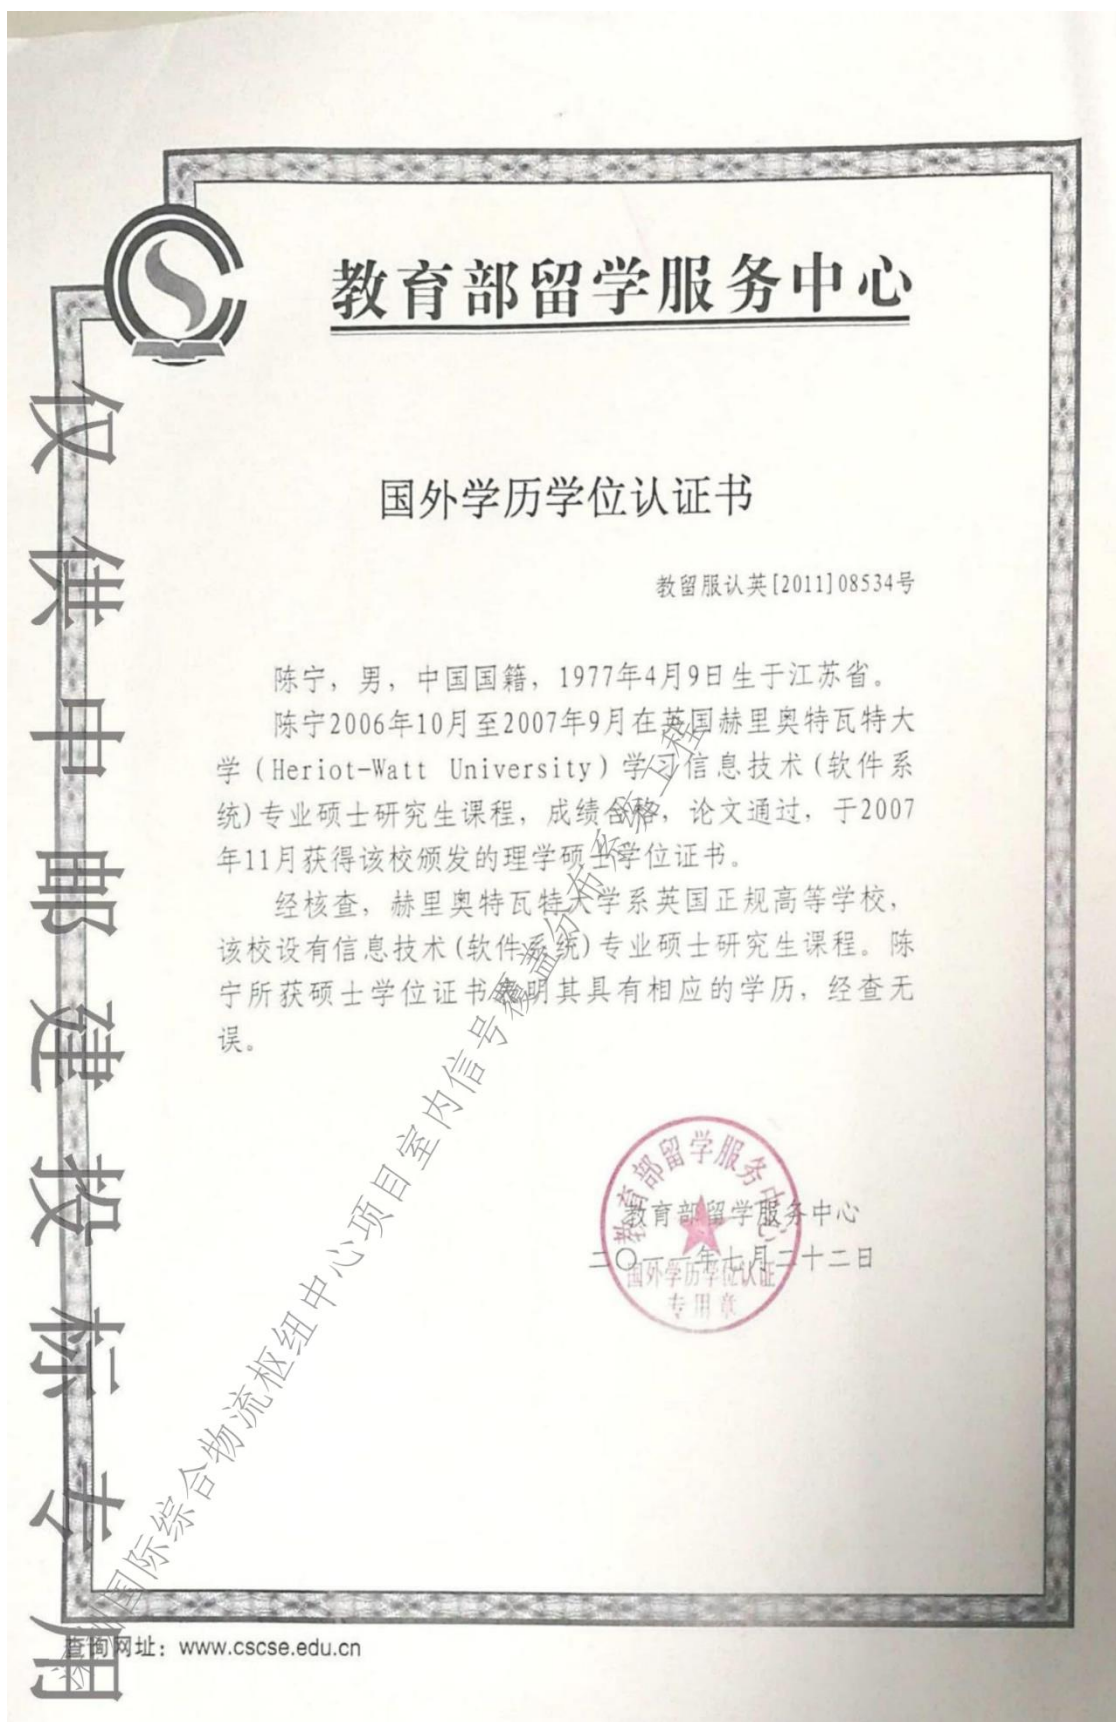 教育部留学服务中心
国外学历学位认证书
教留服认英[2011]08534号
陈宁，男，中国国籍，1977年4月9日生于江苏省。
陈宁2006年10月至2007年9月在英国赫里奥特瓦特大
学(Heriot-Watt University)学习信息技术(软件系
统)专业硕士研究生课程，成绩合格，论文通过，于2007
年11月获得该校颁发的理学硕士学位证书。
经核查，赫里奥特瓦特大学系英国正规高等学校，
该校设有信息技术(软件系统)专业硕士研究生课程。陈
宁所获硕士学位证书表明其具有相应的学历，经查无
误。
教育部留学服务中心
二〇一一年七月二十二日
教育部留学服务中心
国外学历学位认证
专用章
查询网址：www.cscse.edu.cn
仅供中邮建投标专用
深圳国际综合物流枢纽中心项目室内信号覆盖分布系统工程